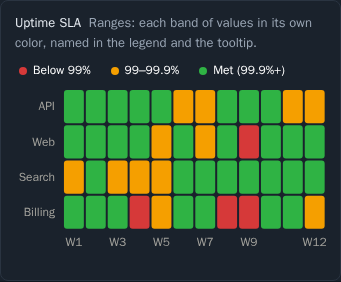 Uptime SLA Ranges: each band of values in its own
color, named in the legend and the tooltip.
Below 99% 99–99.9% Met (99.9%+)
API
Web
Search
Billing
W1 W3 W5 W7 W9 W12